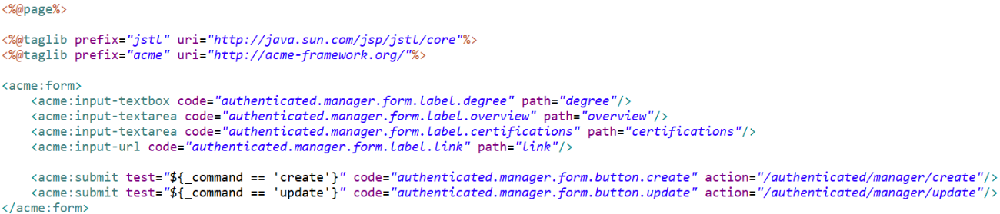 <%@page%>
<%@taglib prefix="jstl" uri="http://java.sun.com/jsp/jstl/core"%>
<%@taglib prefix="acme" uri="http://acme-framework.org/"%>
<acme:form>
    <acme:input-textbox code="authenticated.manager.form.label.degree" path="degree"/>
    <acme:input-textarea code="authenticated.manager.form.label.overview" path="overview"/>
    <acme:input-textarea code="authenticated.manager.form.label.certifications" path="certifications"/>
    <acme:input-url code="authenticated.manager.form.label.link" path="link"/>
    <acme:submit test="${_command == 'create'}" code="authenticated.manager.form.button.create" action="/authenticated/manager/create"/>
    <acme:submit test="${_command == 'update'}" code="authenticated.manager.form.button.update" action="/authenticated/manager/update"/>
</acme:form>